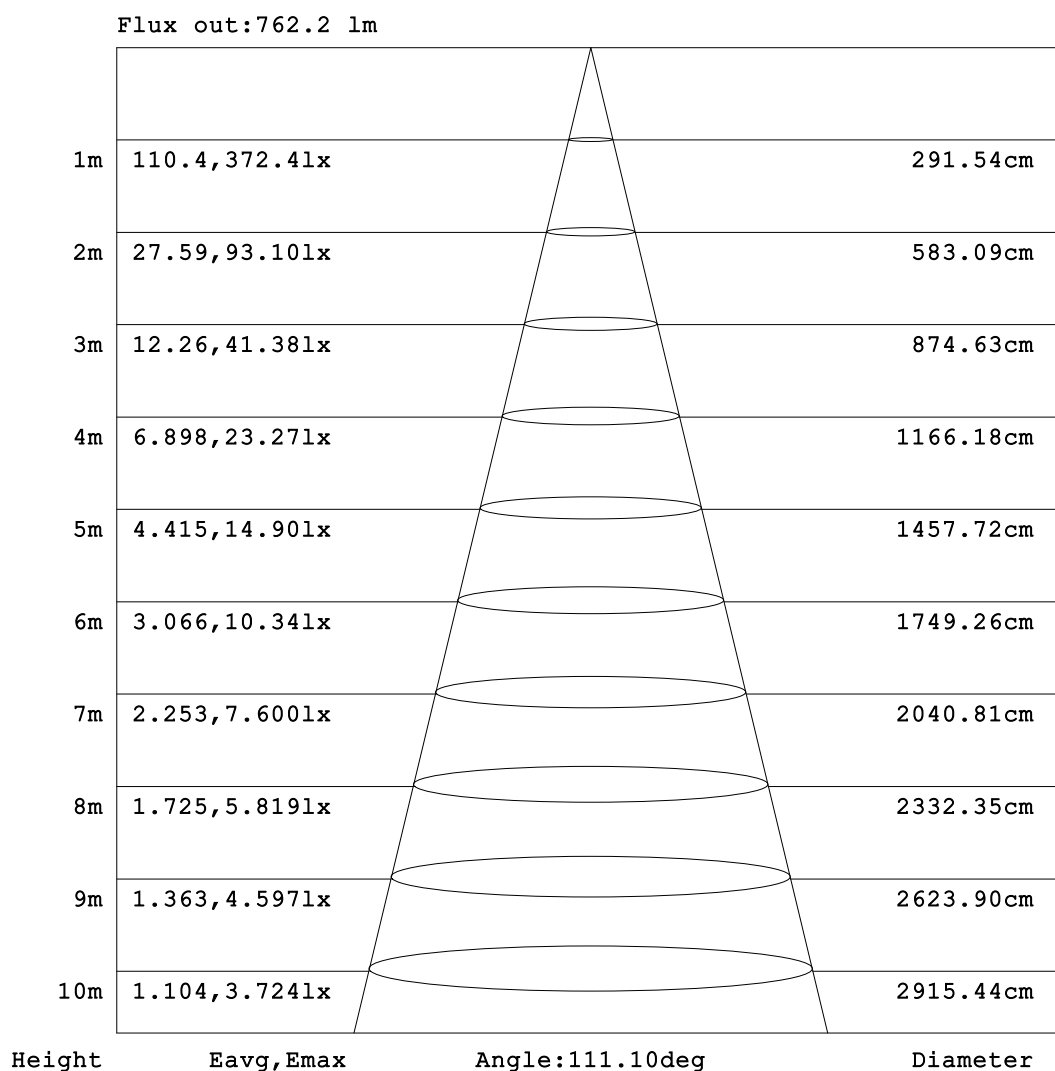 Flux out:762.2 lm
1m 110.4,372.4lx 291.54cm
2m 27.59,93.10lx 583.09cm
3m 12.26,41.38lx 874.63cm
4m 6.898,23.27lx 1166.18cm
5m 4.415,14.90lx 1457.72cm
6m 3.066,10.34lx 1749.26cm
7m 2.253,7.600lx 2040.81cm
8m 1.725,5.819lx 2332.35cm
9m 1.363,4.597lx 2623.90cm
10m 1.104,3.724lx 2915.44cm
Height Eavg,Emax Angle:111.10deg Diameter